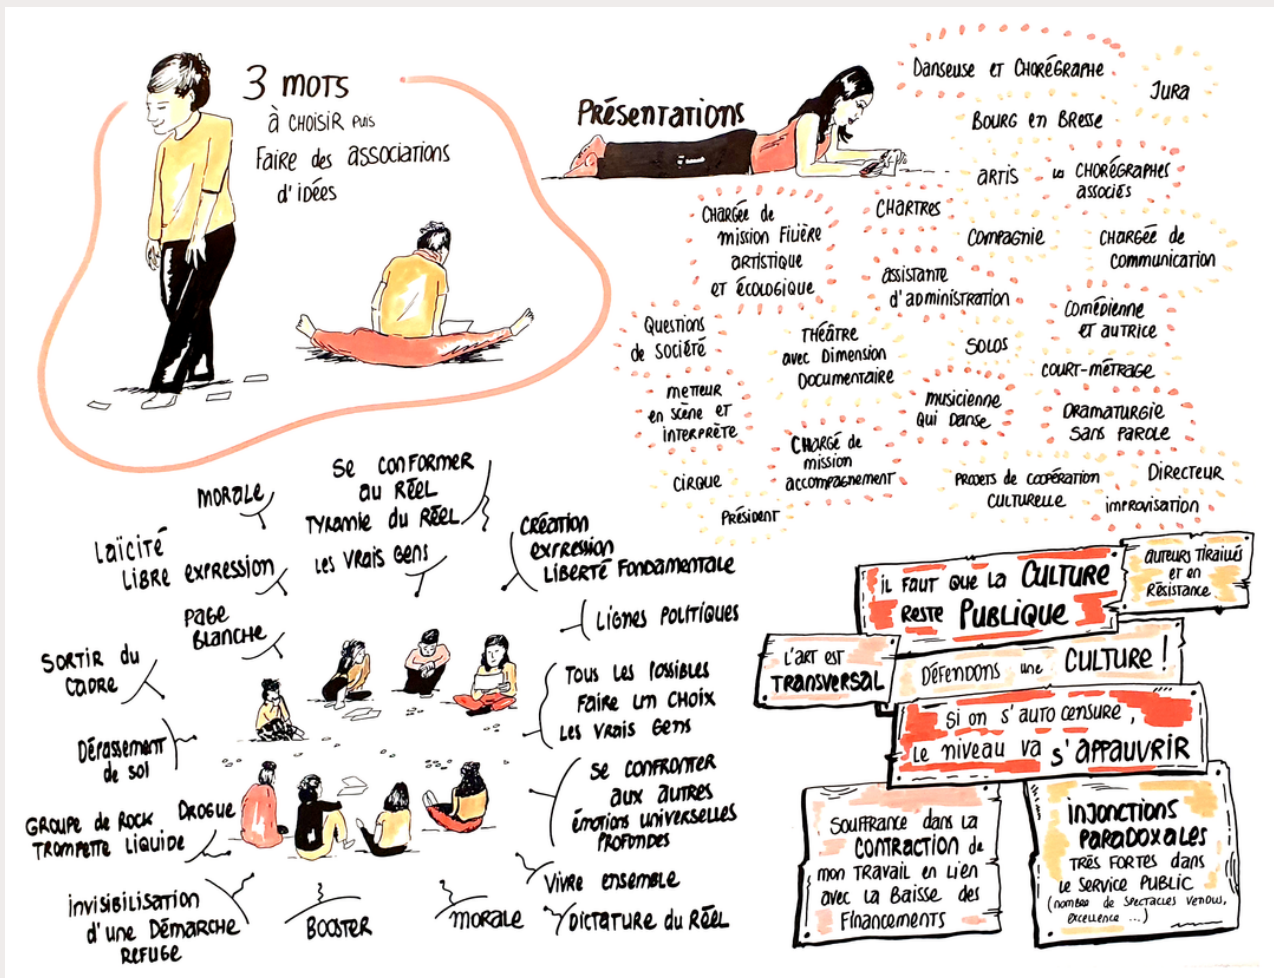 3 MOTS
à CHOISIR Puis
Faire des associations
d'idées
PRésentations
Danseuse et CHORÉGRAPHE
JURA
BOURG en BResse
ARTIS
les CHORÉGRAPHES
associés
CHARGÉE de
mission Filière
artistique
et écologique
CHARTRES
Compagnie
CHARGÉE de
communication
assistante
d'administration
Questions
de Société
THÉÂTRE
avec Dimension
Documentaire
SOLOS
Comédienne
et autrice
COURT-MÉTRAGE
metteur
en scène et
interprète
musicienne
qui danse
DRamaturgie
sans parole
CHARGÉ de
mission
accompagnement
CIRQUE
Président
Projets de coopération
culturelle
Directeur
improvisation
Se conformer
au RÉEL
TYRannie du RÉEL
Les VRais Gens
MORALE
Laïcité
LIBRE expression
Page
Blanche
SORTIR du
Cadre
Dépassement
de sol
GROUPE de ROCK
DROGUE
TROMPETTE Liquide
invisibilisation
d'une Démarche
Refuge
BOOSTER
MORALE
CRÉATION
expression
LIBERTÉ Fondamentale
Lignes politiques
Tous Les Possibles
Faire un CHOIX
Les VRais Gens
Se confronter
aux autres
émotions universelles
profondes
Vivre ensemble
DICTATURE du RÉEL
iL FAUT que La CULTURE
Reste PUBLIQUE
auteurs Tiraillés
et en
Résistance
L'ART est
TRANSVERSAL
Défendons une CULTURE !
Si on s'auto censure,
Le niveau va s'appauvrir
Souffrance dans La
CONTRACTION de
mon TRavail en Lien
avec La Baisse des
Financements
inJonctions
PARadoxales
TRès Fortes dans
Le Service PUBLIC
(nombre de spectacles vendus,
excellence ...)